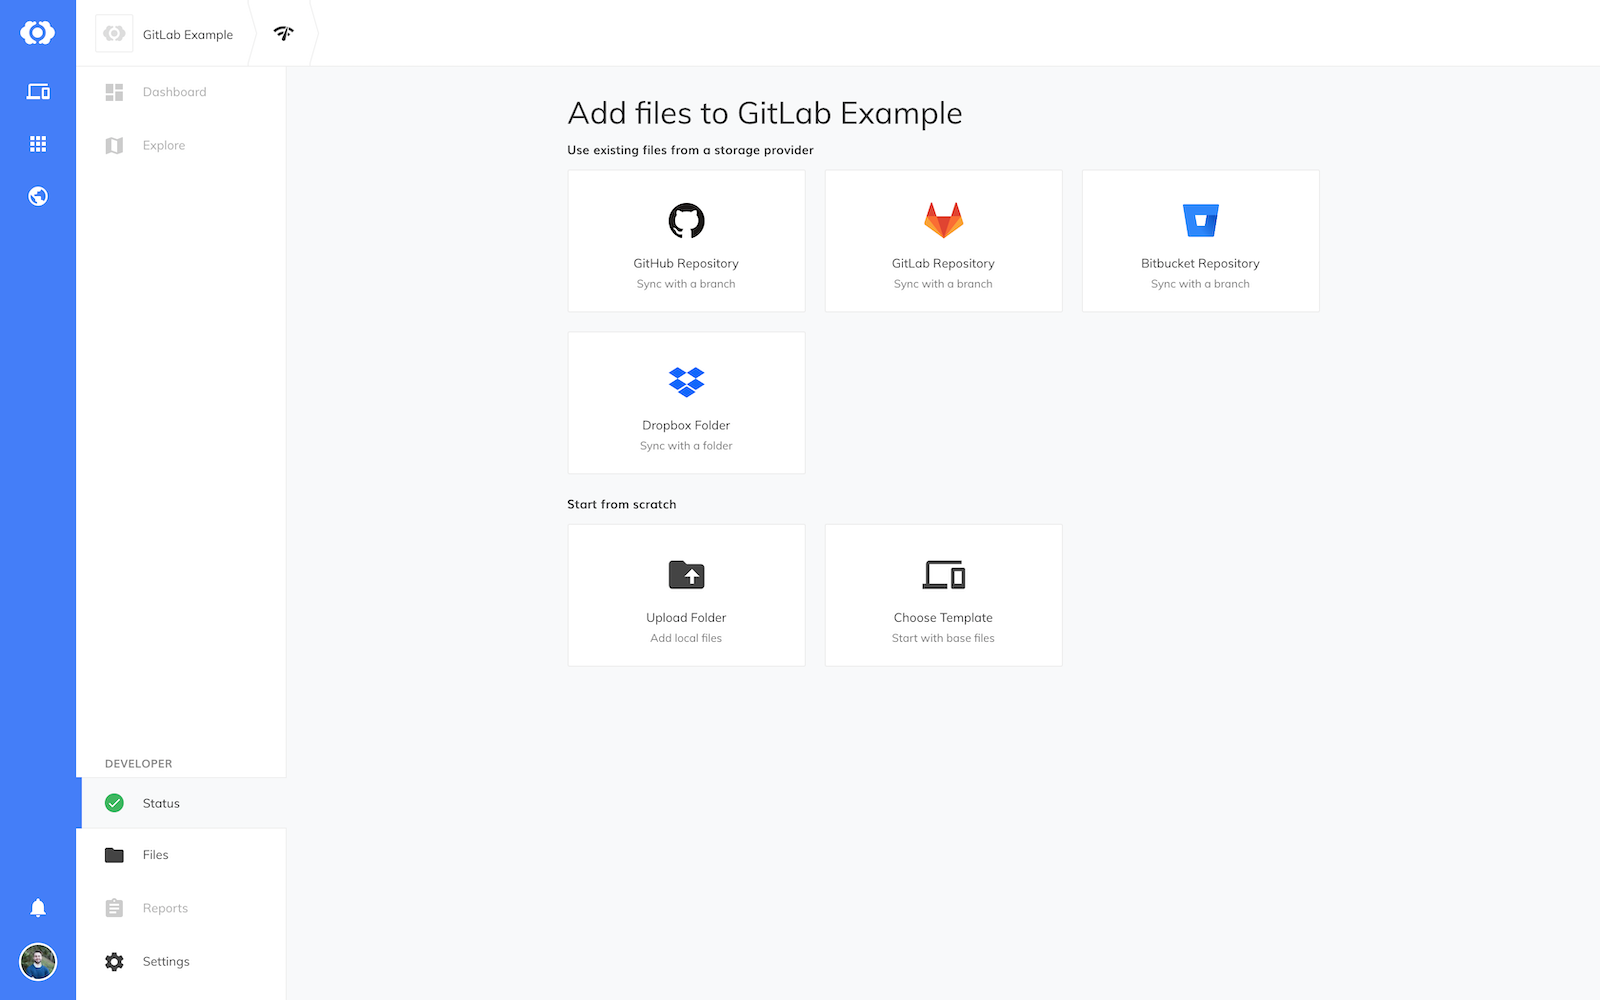 GitLab Example
Dashboard
Explore
Add files to GitLab Example
Use existing files from a storage provider
GitHub Repository
Sync with a branch
GitLab Repository
Sync with a branch
Bitbucket Repository
Sync with a branch
Dropbox Folder
Sync with a folder
Start from scratch
Upload Folder
Add local files
Choose Template
Start with base files
DEVELOPER
Status
Files
Reports
Settings